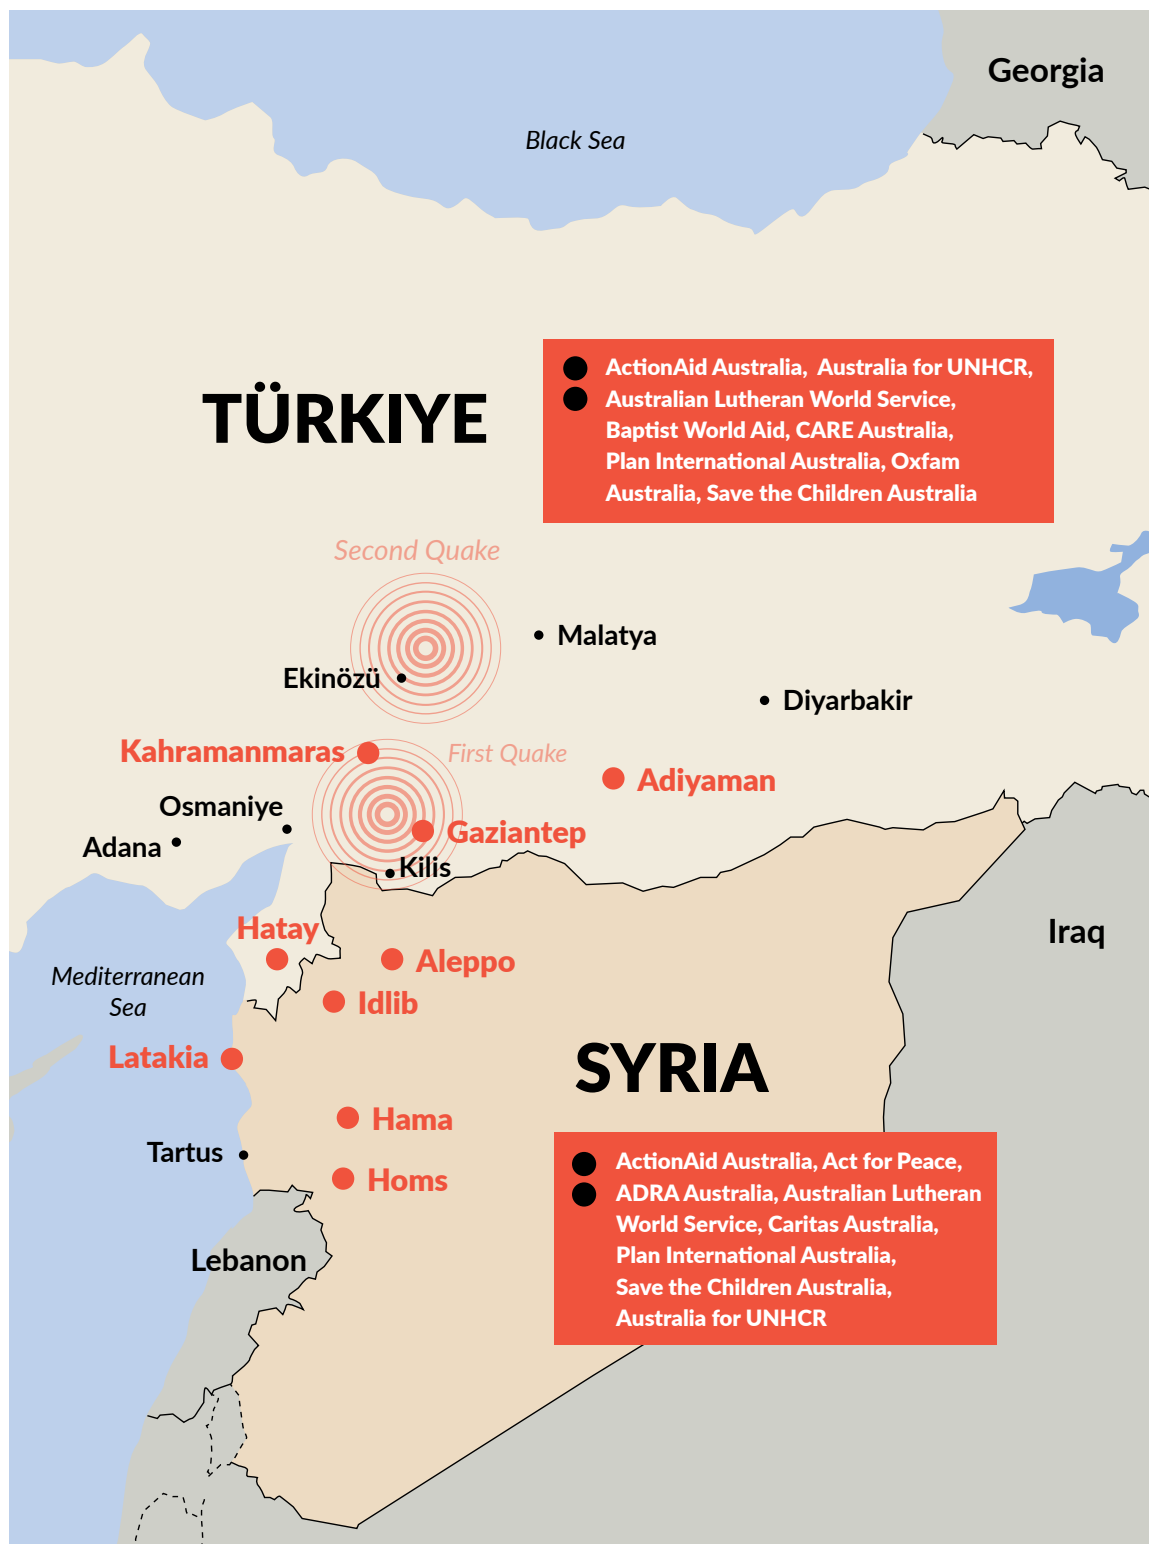 Georgia
Black Sea
TÜRKIYE
ActionAid Australia, Australia for UNHCR,
Australian Lutheran World Service,
Baptist World Aid, CARE Australia,
Plan International Australia, Oxfam
Australia, Save the Children Australia
Second Quake
Malatya
Ekinözü
Diyarbakir
Kahramanmaras
First Quake
Adiyaman
Osmaniye
Gaziantep
Adana
Kilis
Hatay
Iraq
Aleppo
Mediterranean
Sea
Idlib
Latakia
SYRIA
Hama
Tartus
Homs
ActionAid Australia, Act for Peace,
ADRA Australia, Australian Lutheran
World Service, Caritas Australia,
Plan International Australia,
Save the Children Australia,
Australia for UNHCR
Lebanon